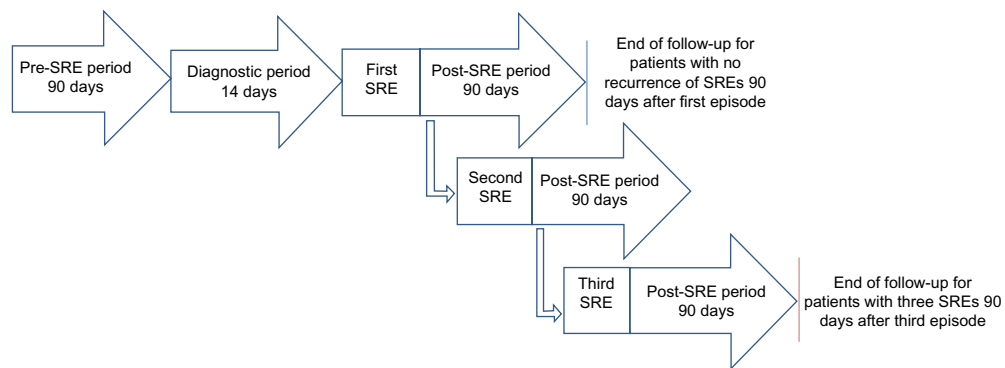 Pre-SRE period
90 days
Diagnostic period
14 days
First
SRE
Post-SRE period
90 days
End of follow-up for
patients with no
recurrence of SREs 90
days after first episode
Second
SRE
Post-SRE period
90 days
Third
SRE
Post-SRE period
90 days
End of follow-up for
patients with three SREs 90
days after third episode